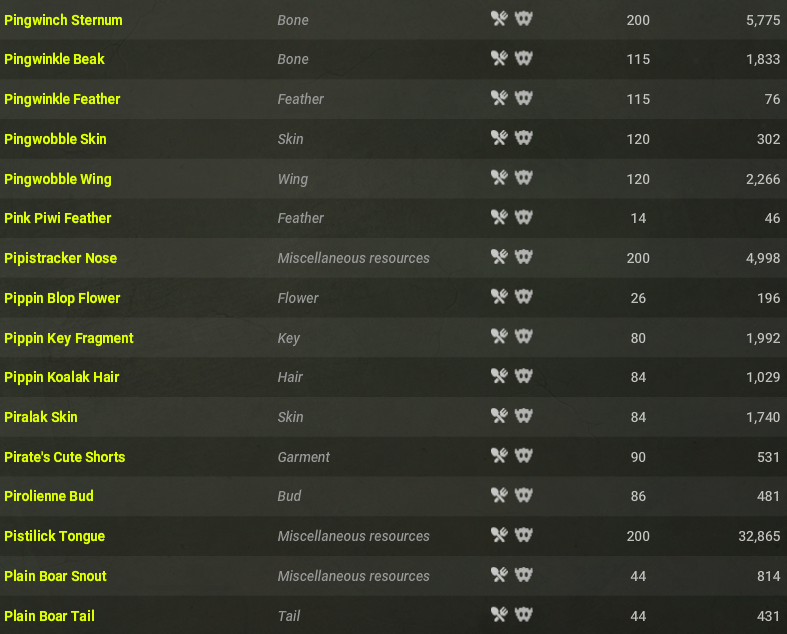 Pingwinch Sternum Bone 200 5,775
Pingwinkle Beak Bone 115 1,833
Pingwinkle Feather Feather 115 76
Pingwobble Skin Skin 120 302
Pingwobble Wing Wing 120 2,266
Pink Piwi Feather Feather 14 46
Pipistracker Nose Miscellaneous resources 200 4,998
Pippin Blop Flower Flower 26 196
Pippin Key Fragment Key 80 1,992
Pippin Koalak Hair Hair 84 1,029
Piralak Skin Skin 84 1,740
Pirate's Cute Shorts Garment 90 531
Pirolienne Bud Bud 86 481
Pistilick Tongue Miscellaneous resources 200 32,865
Plain Boar Snout Miscellaneous resources 44 814
Plain Boar Tail Tail 44 431